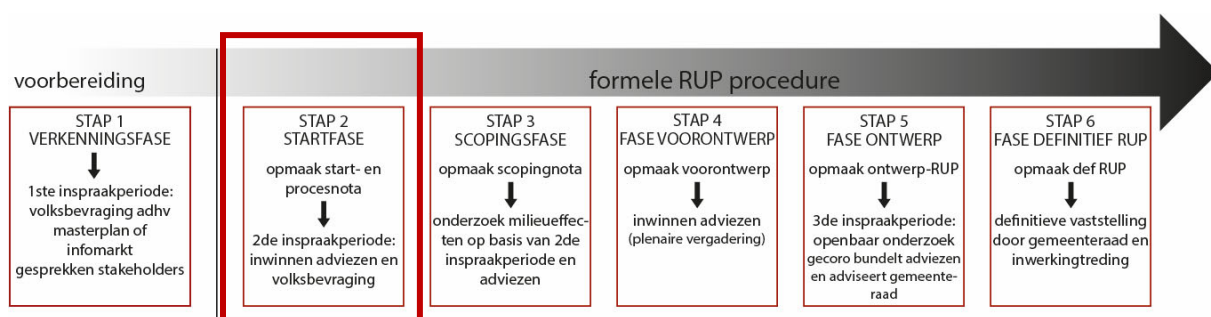 voorbereiding
formele RUP procedure
STAP 1
VERKENNINGSFASE
1ste inspraakperiode:
volksbevraging adhv
masterplan of
infomarkt
gesprekken stakeholders
STAP 2
STARTFASE
opmaak start- en
procesnota
2de inspraakperiode:
inwinnen adviezen en
volksbevraging
STAP 3
SCOPINGSFASE
opmaak scopingnota
onderzoek milieueffec-
ten op basis van 2de
inspraakperiode en
adviezen
STAP 4
FASE VOORONTWERP
opmaak voorontwerp
inwinnen adviezen
(plenaire vergadering)
STAP 5
FASE ONTWERP
opmaak ontwerp-RUP
3de inspraakperiode:
openbaar onderzoek
gecoro bundelt adviezen
en adviseert gemeente-
raad
STAP 6
FASE DEFINITIEF RUP
opmaak def RUP
definitieve vaststelling
door gemeenteraad en
inwerkingtreding